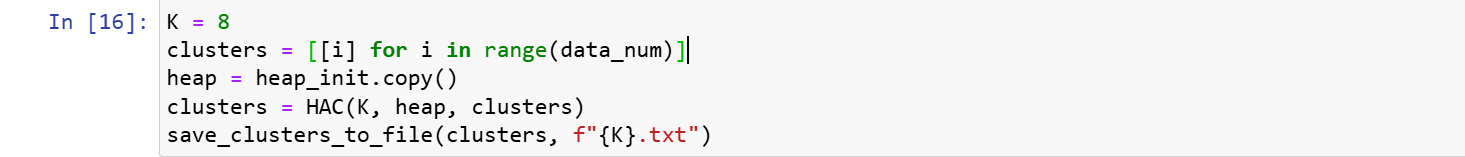 In [16]: K = 8
clusters = [[i] for i in range(data_num)]
heap = heap_init.copy()
clusters = HAC(K, heap, clusters)
save_clusters_to_file(clusters, f"{K}.txt")